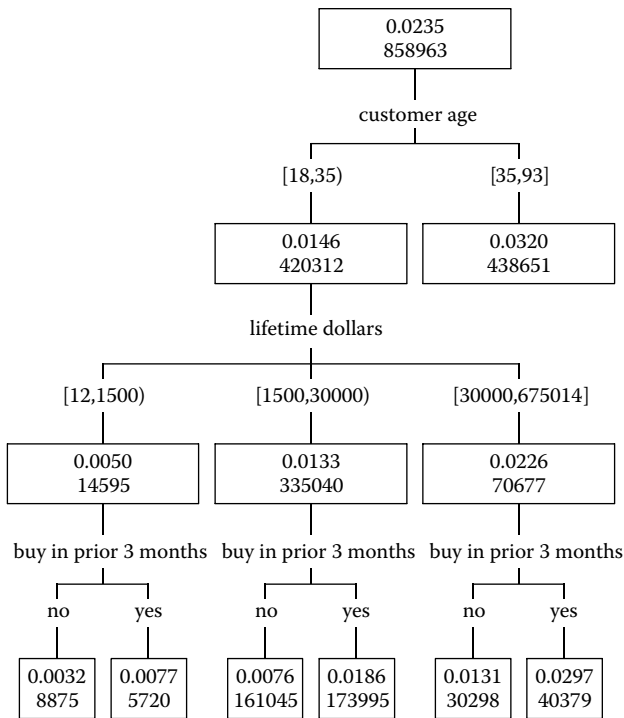 0.0235
858963
customer age
[18,35) [35,93]
0.0146 0.0320
420312 438651
lifetime dollars
[12,1500) [1500,30000) [30000,675014]
0.0050 0.0133 0.0226
14595 335040 70677
buy in prior 3 months buy in prior 3 months buy in prior 3 months
no yes no yes no yes
0.0032 0.0077 0.0076 0.0186 0.0131 0.0297
8875 5720 161045 173995 30298 40379